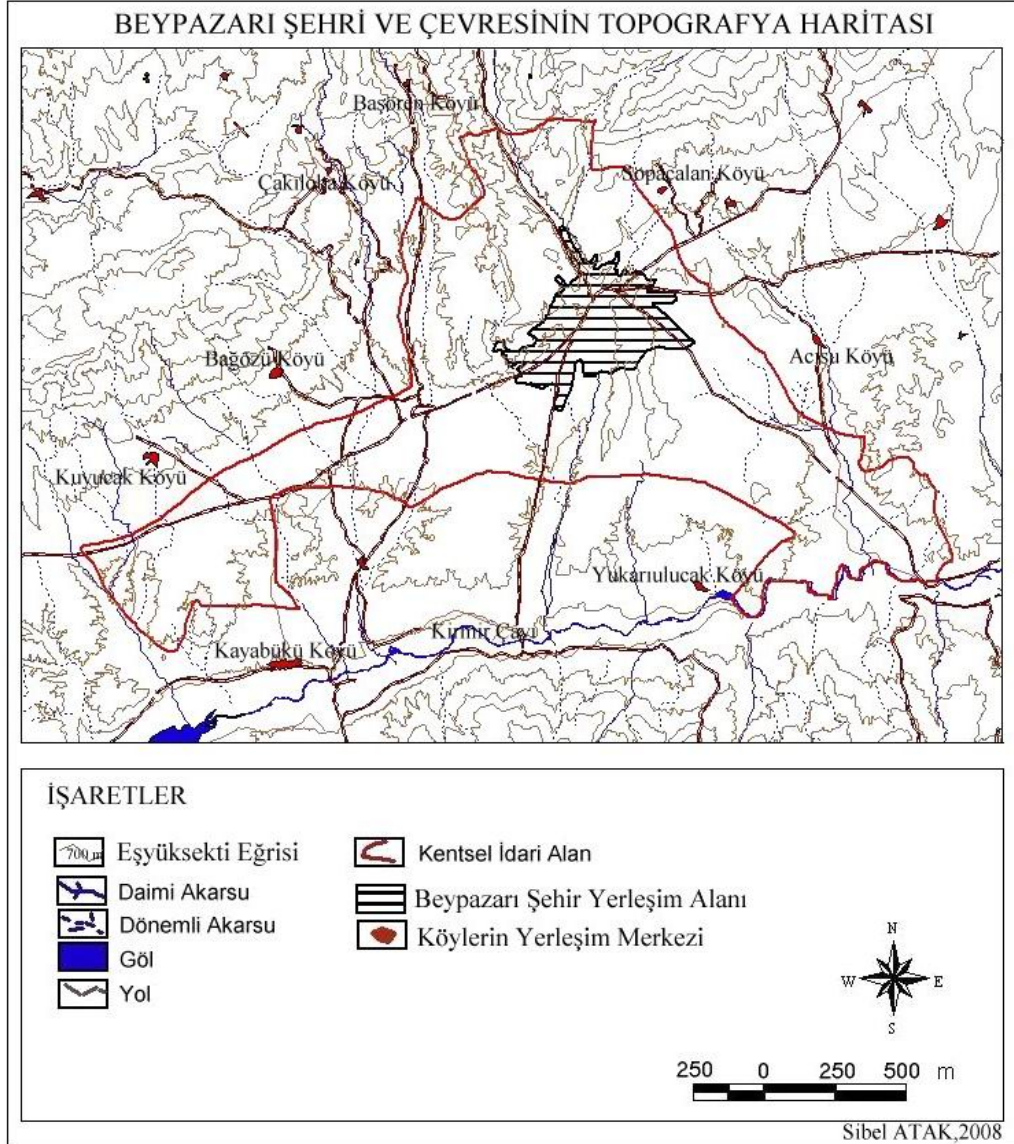 BEYPAZARI ŞEHRİ VE ÇEVRESİNİN TOPOGRAFYA HARİTASI
Başören Köyü
Sopaçalan Köyü
Çakıloba Köyü
Bağözü Köyü
Acısu Köyü
Kuyucak Köyü
Yukarıulucak Köyü
Kirmir Çayı
Kayabükü Köyü
İŞARETLER
700 m Eşyüksekti Eğrisi
Daimi Akarsu
Dönemli Akarsu
Göl
Yol
Kentsel İdari Alan
Beypazarı Şehir Yerleşim Alanı
Köylerin Yerleşim Merkezi
N
W E
S
250 0 250 500 m
Sibel ATAK,2008